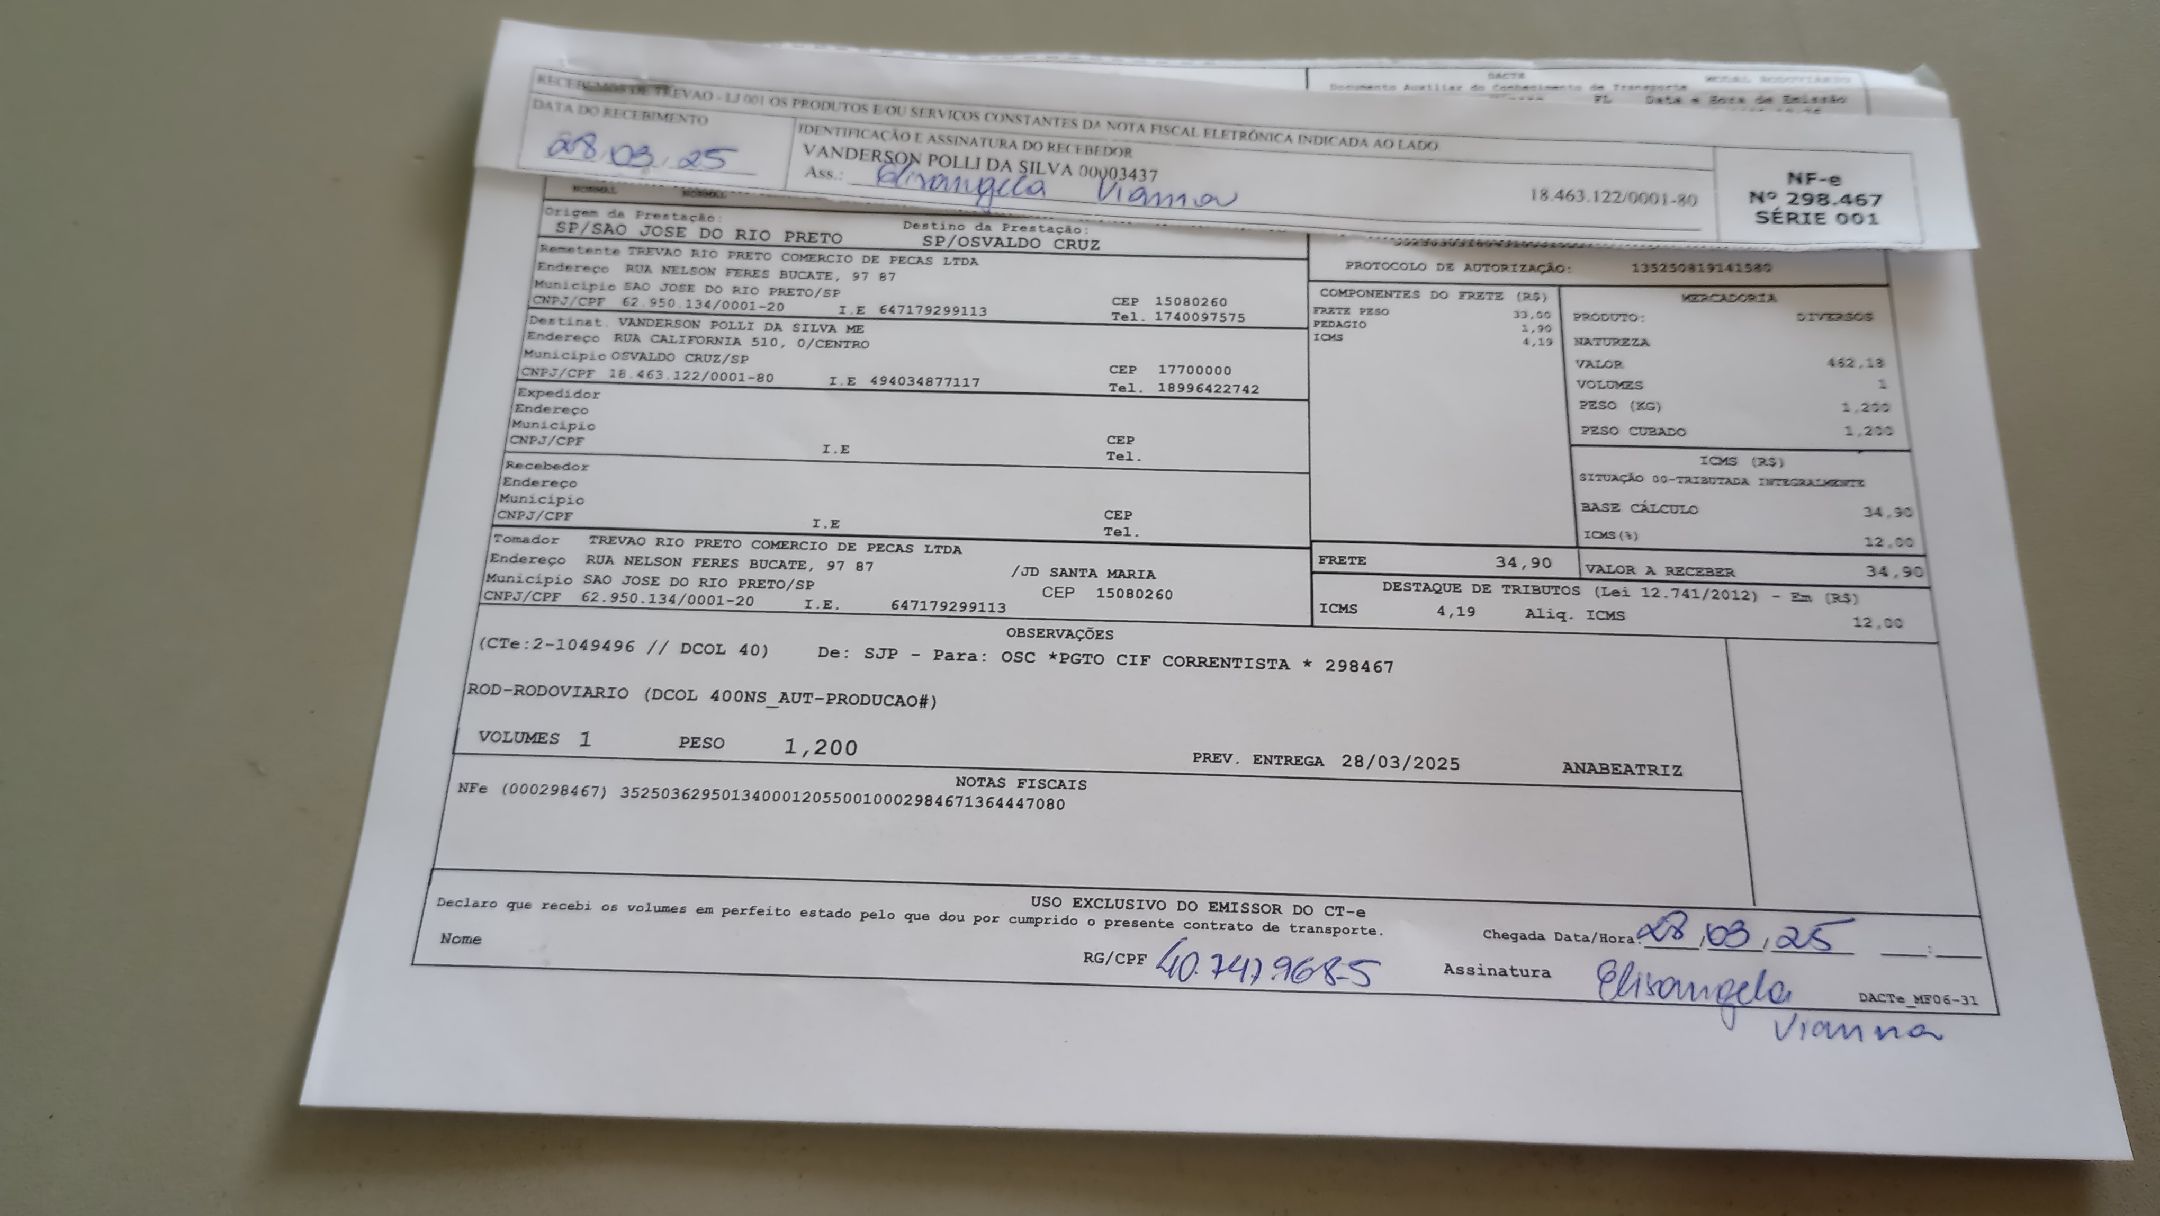 DACTE
MODAL RODOVIÁRIO
Documento Auxiliar do Conhecimento de Transporte
FL Data e Hora de Emissão
RECEBEMOS DE TREVAO - LJ 001 OS PRODUTOS E/OU SERVIÇOS CONSTANTES DA NOTA FISCAL ELETRÔNICA INDICADA AO LADO
DATA DO RECEBIMENTO
28/03/25
IDENTIFICAÇÃO E ASSINATURA DO RECEBEDOR
VANDERSON POLLI DA SILVA 00003437
Ass.: Elisangela Vianna
18.463.122/0001-80
NF-e
Nº 298.467
SÉRIE 001
NORMAL NORMAL
Origem da Prestação:
SP/SAO JOSE DO RIO PRETO
Destino da Prestação:
SP/OSVALDO CRUZ
Remetente TREVAO RIO PRETO COMERCIO DE PECAS LTDA
Endereço RUA NELSON FERES BUCATE, 97 87
Município SAO JOSE DO RIO PRETO/SP
CEP 15080260
CNPJ/CPF 62.950.134/0001-20 I.E 647179299113
Tel. 1740097575
Destinat. VANDERSON POLLI DA SILVA ME
Endereço RUA CALIFORNIA 510, 0/CENTRO
Município OSVALDO CRUZ/SP
CEP 17700000
CNPJ/CPF 18.463.122/0001-80 I.E 494034877117
Tel. 18996422742
Expedidor
Endereço
Município
CEP
CNPJ/CPF I.E
Tel.
Recebedor
Endereço
Município
CEP
CNPJ/CPF I.E
Tel.
Tomador TREVAO RIO PRETO COMERCIO DE PECAS LTDA
Endereço RUA NELSON FERES BUCATE, 97 87 /JD SANTA MARIA
Município SAO JOSE DO RIO PRETO/SP CEP 15080260
CNPJ/CPF 62.950.134/0001-20 I.E. 647179299113
PROTOCOLO DE AUTORIZAÇÃO: 135250819141580
COMPONENTES DO FRETE (R$)
FRETE PESO 33,00
PEDAGIO 1,90
ICMS 4,19
MERCADORIA
PRODUTO: DIVERSOS
NATUREZA
VALOR 462,18
VOLUMES 1
PESO (KG) 1,200
PESO CUBADO 1,200
ICMS (R$)
SITUAÇÃO 00-TRIBUTADA INTEGRALMENTE
BASE CÁLCULO 34,90
ICMS(%) 12,00
FRETE 34,90
VALOR A RECEBER 34,90
DESTAQUE DE TRIBUTOS (Lei 12.741/2012) - Em (R$)
ICMS 4,19 Aliq. ICMS 12,00
OBSERVAÇÕES
(CTe:2-1049496 // DCOL 40) De: SJP - Para: OSC *PGTO CIF CORRENTISTA * 298467
ROD-RODOVIARIO (DCOL 400NS_AUT-PRODUCAO#)
VOLUMES 1 PESO 1,200 PREV. ENTREGA 28/03/2025 ANABEATRIZ
NOTAS FISCAIS
NFe (000298467) 35250362950134000120550010002984671364447080
USO EXCLUSIVO DO EMISSOR DO CT-e
Declaro que recebi os volumes em perfeito estado pelo que dou por cumprido o presente contrato de transporte.
Chegada Data/Hora 28/03/25 :
Nome
RG/CPF 40.747.968-5
Assinatura Elisangela Vianna
DACTe_MF06-31